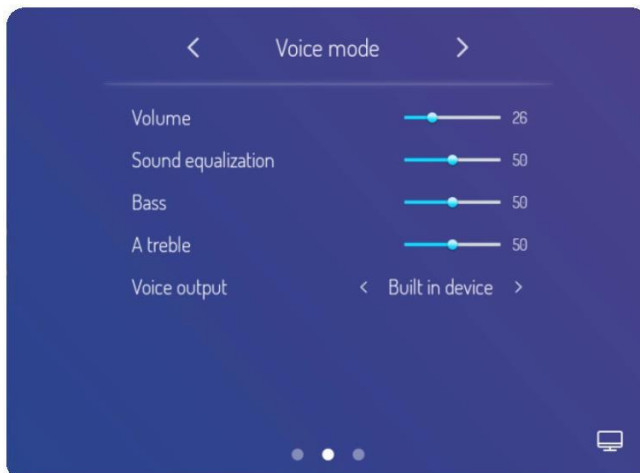 Voice mode
Volume 26
Sound equalization 50
Bass 50
A treble 50
Voice output Built in device